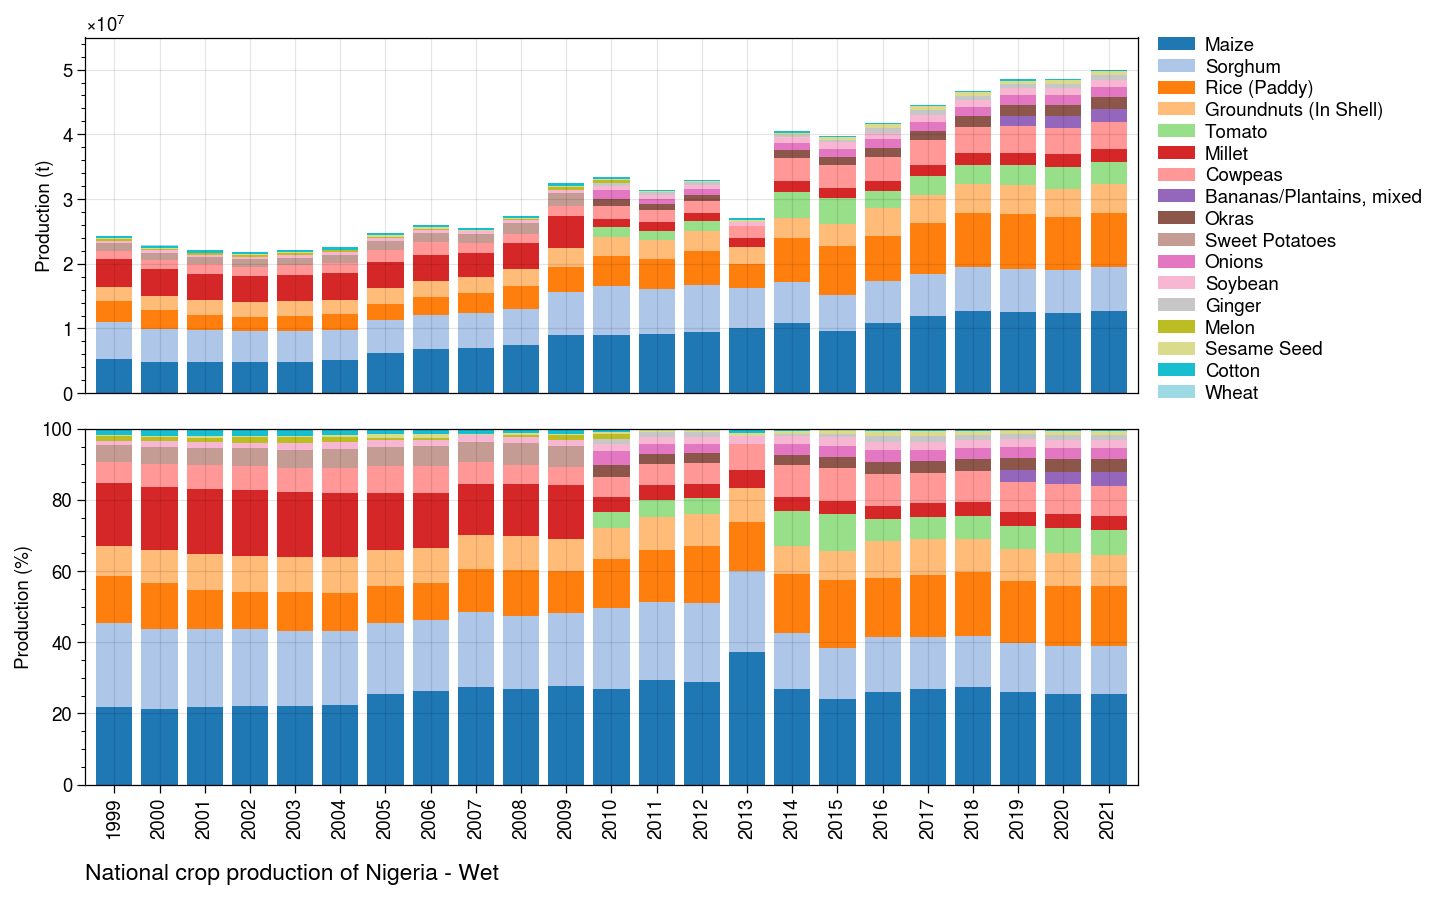 ×10⁷
5
4
3
2
1
0
Production (t)
Maize
Sorghum
Rice (Paddy)
Groundnuts (In Shell)
Tomato
Millet
Cowpeas
Bananas/Plantains, mixed
Okras
Sweet Potatoes
Onions
Soybean
Ginger
Melon
Sesame Seed
Cotton
Wheat
100
80
60
40
20
0
Production (%)
1999
2000
2001
2002
2003
2004
2005
2006
2007
2008
2009
2010
2011
2012
2013
2014
2015
2016
2017
2018
2019
2020
2021
National crop production of Nigeria - Wet